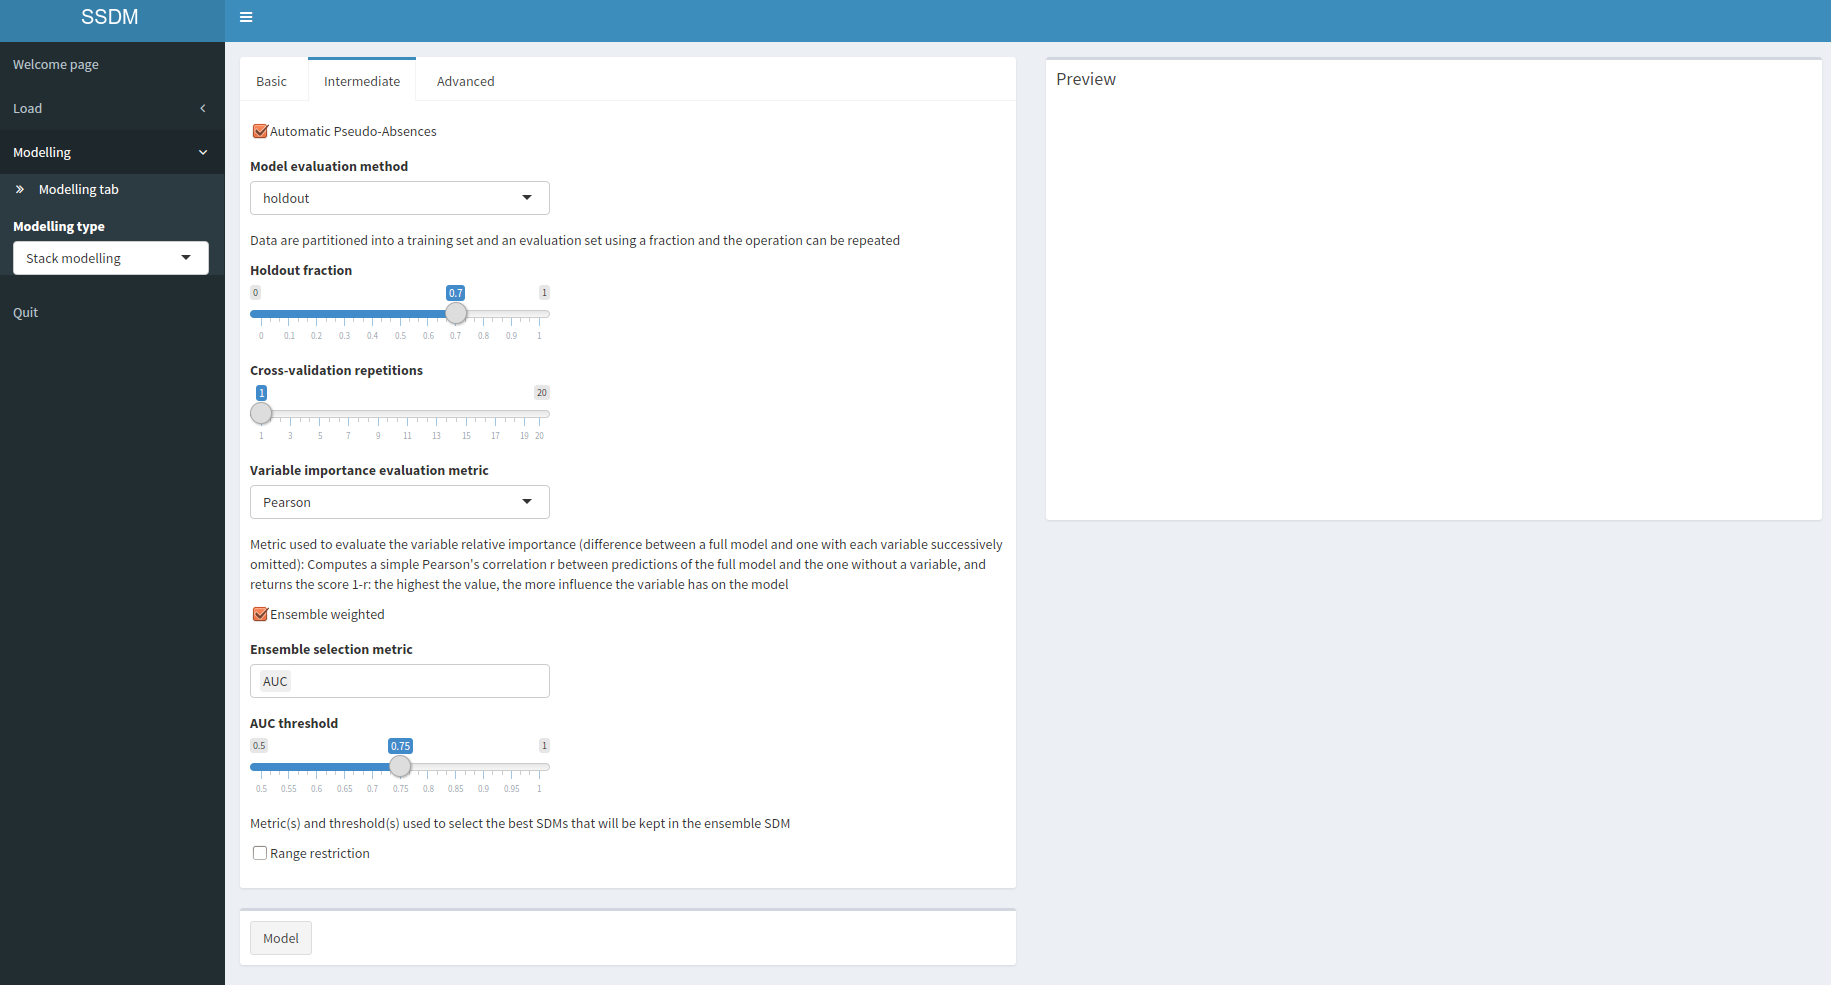 SSDM
Welcome page
Load
Modelling
Modelling tab
Modelling type
Stack modelling
Quit
Basic
Intermediate
Advanced
Automatic Pseudo-Absences
Model evaluation method
holdout
Data are partitioned into a training set and an evaluation set using a fraction and the operation can be repeated
Holdout fraction
0 0.7 1
0 0.1 0.2 0.3 0.4 0.5 0.6 0.7 0.8 0.9 1
Cross-validation repetitions
1 20
1 3 5 7 9 11 13 15 17 19 20
Variable importance evaluation metric
Pearson
Metric used to evaluate the variable relative importance (difference between a full model and one with each variable successively
omitted): Computes a simple Pearson's correlation r between predictions of the full model and the one without a variable, and
returns the score 1-r: the highest the value, the more influence the variable has on the model
Ensemble weighted
Ensemble selection metric
AUC
AUC threshold
0.5 0.75 1
0.5 0.55 0.6 0.65 0.7 0.75 0.8 0.85 0.9 0.95 1
Metric(s) and threshold(s) used to select the best SDMs that will be kept in the ensemble SDM
Range restriction
Model
Preview